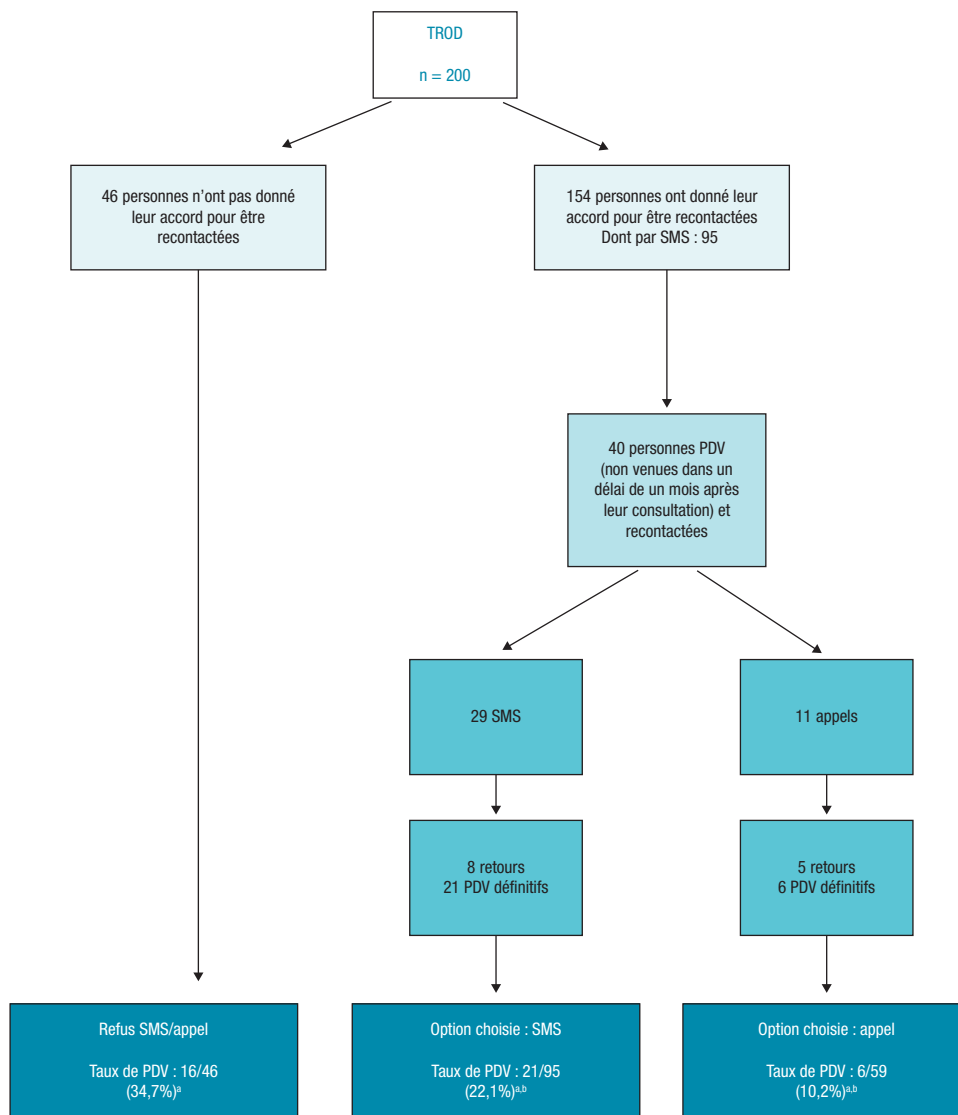 TROD
n = 200
46 personnes n’ont pas donné
leur accord pour être
recontactées
154 personnes ont donné leur
accord pour être recontactées
Dont par SMS : 95
40 personnes PDV
(non venues dans un
délai de un mois après
leur consultation) et
recontactées
29 SMS
11 appels
8 retours
21 PDV définitifs
5 retours
6 PDV définitifs
Refus SMS/appel
Taux de PDV : 16/46
(34,7%)ᵃ
Option choisie : SMS
Taux de PDV : 21/95
(22,1%)ᵃ,ᵇ
Option choisie : appel
Taux de PDV : 6/59
(10,2%)ᵃ,ᵇ